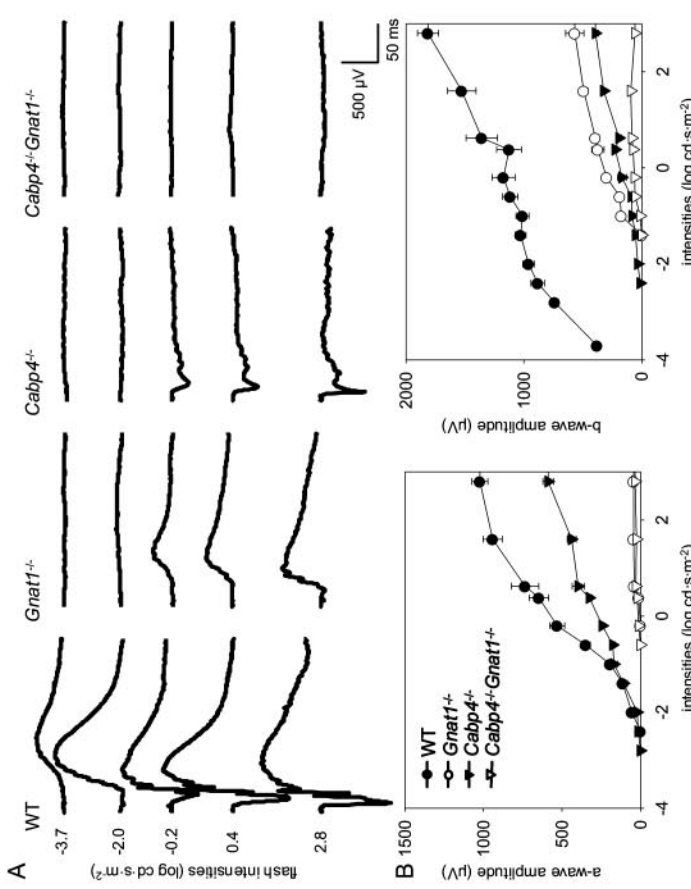 A
WT
Gnat1-/-
Cabp4-/-
Cabp4-/-Gnat1-/-
flash intensities (log cd·s·m-2)
-3.7
-2.0
-0.2
0.4
2.8
500 µV
50 ms
B
a-wave amplitude (µV)
1500
1000
500
0
WT
Gnat1-/-
Cabp4-/-
Cabp4-/-Gnat1-/-
-4
-2
0
2
intensities (log cd·s·m-2)
b-wave amplitude (µV)
2000
1000
0
-4
-2
0
2
intensities (log cd·s·m-2)